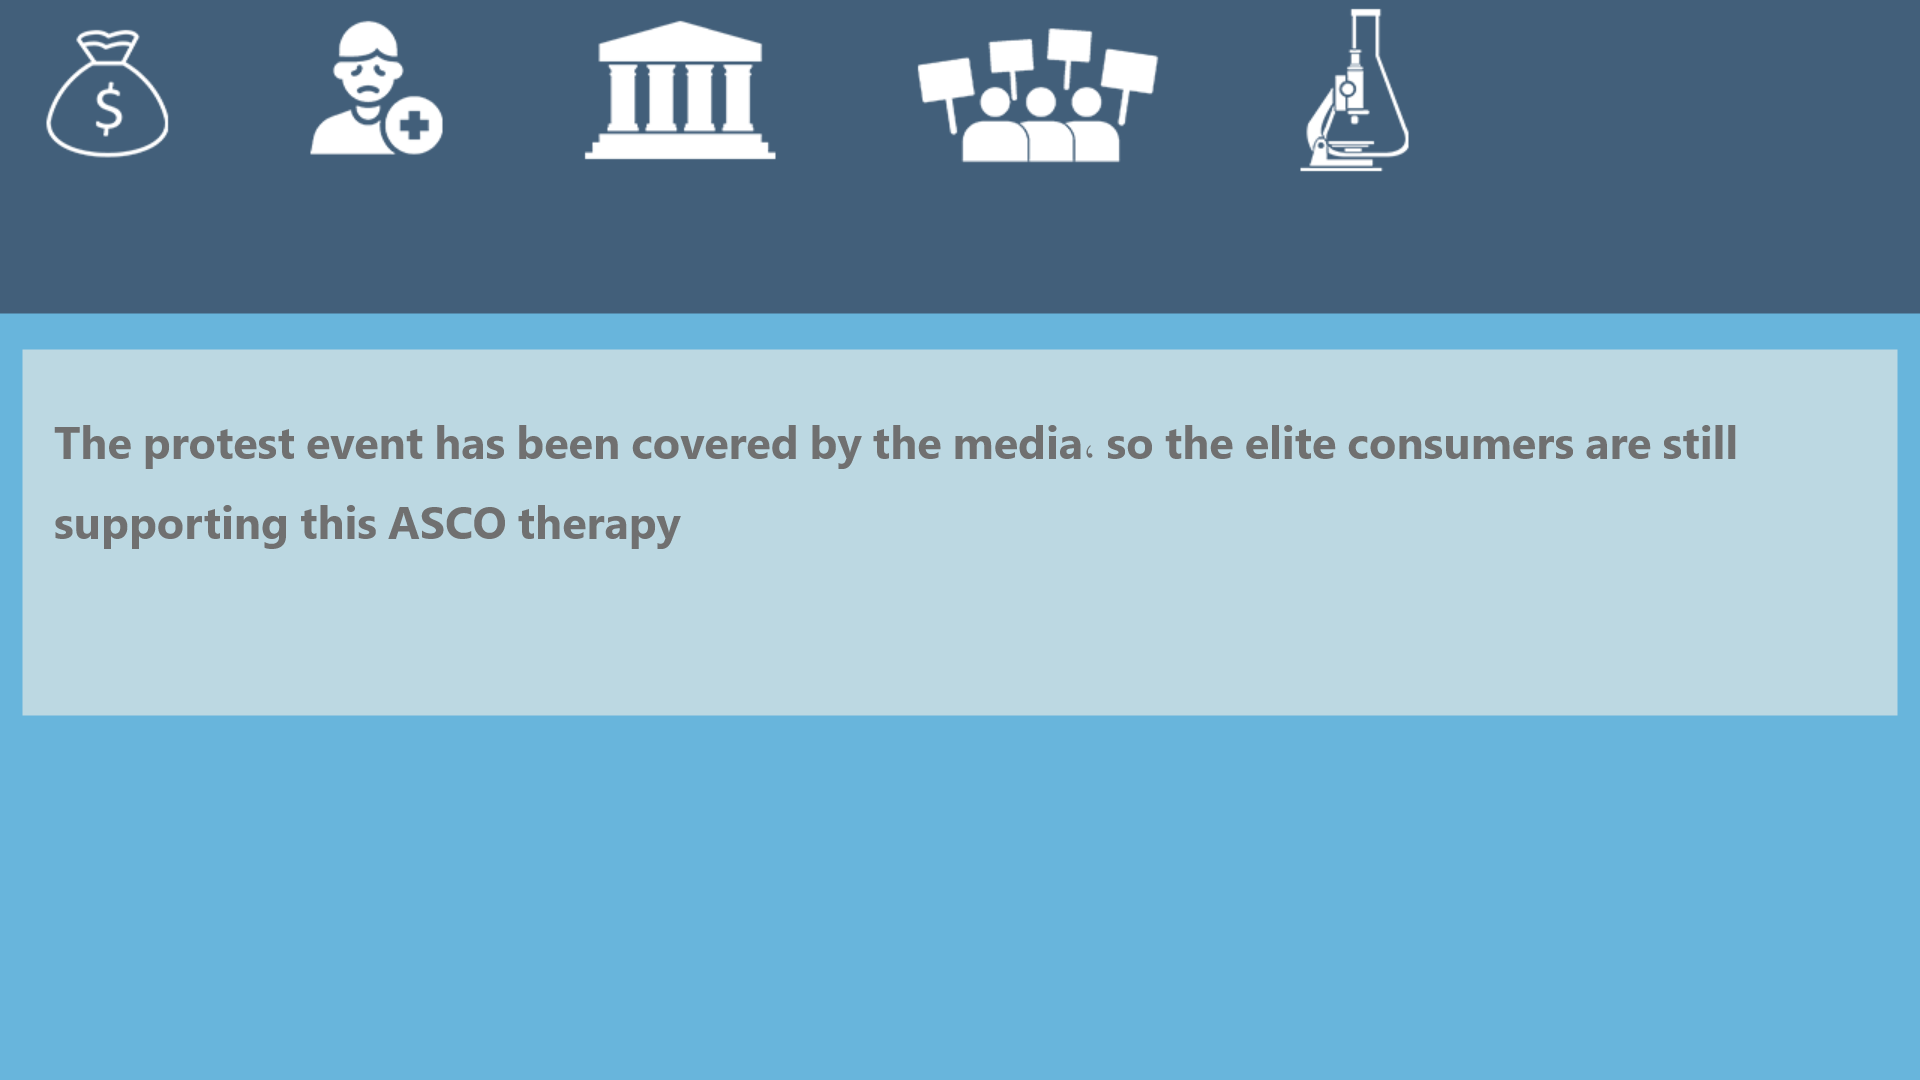 The protest event has been covered by the media، so the elite consumers are still
supporting this ASCO therapy